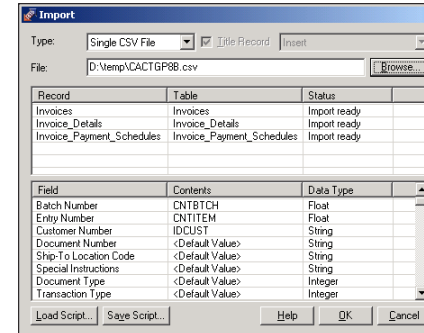 Import
Type: Single CSV File Title Record Insert
File: D:\temp\CACTGP8B.csv Browse...
Record Table Status
Invoices Invoices Import ready
Invoice_Details Invoice_Details Import ready
Invoice_Payment_Schedules Invoice_Payment_Schedules Import ready
Field Contents Data Type
Batch Number CNTBTCH Float
Entry Number CNTITEM Float
Customer Number IDCUST String
Document Number <Default Value> String
Ship-To Location Code <Default Value> String
Special Instructions <Default Value> String
Document Type <Default Value> Integer
Transaction Type <Default Value> Integer
Load Script... Save Script... Help OK Cancel